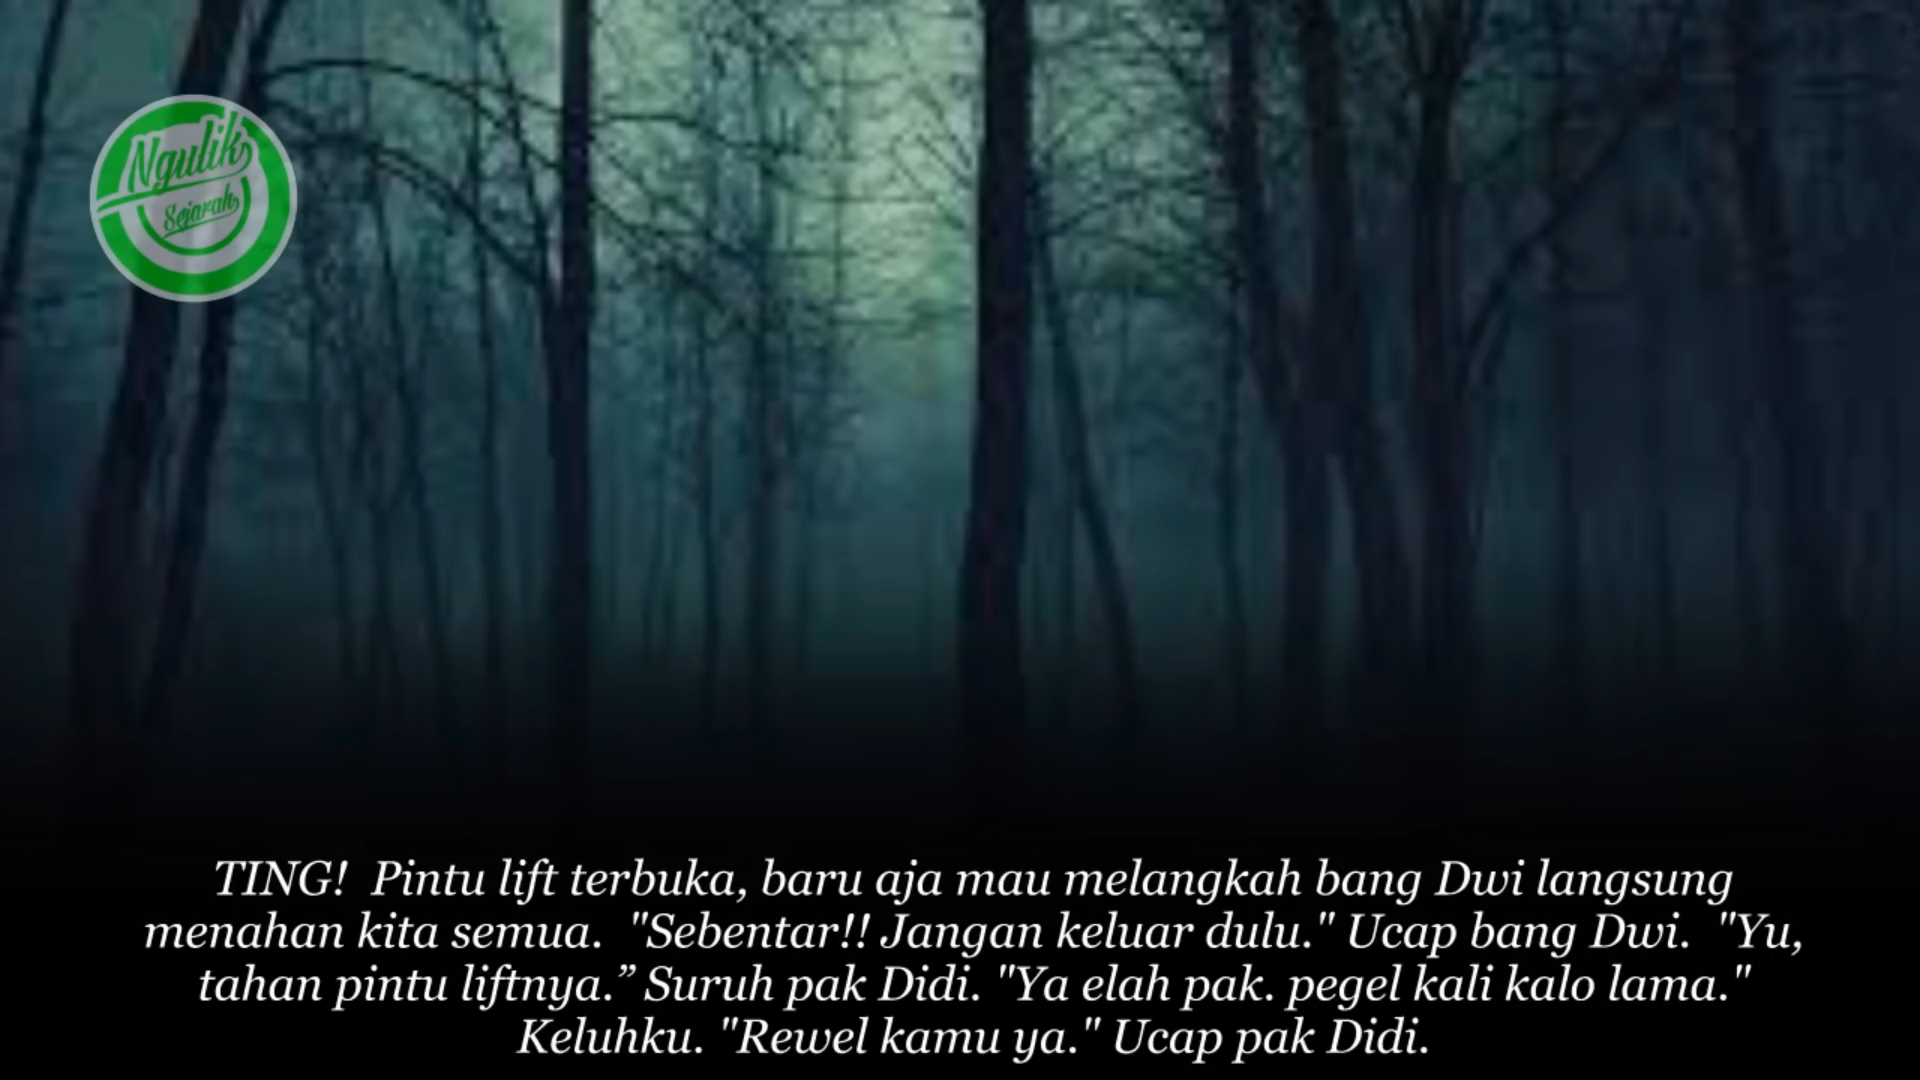 Ngulik
Sejarah
TING!  Pintu lift terbuka, baru aja mau melangkah bang Dwi langsung
menahan kita semua.  "Sebentar!! Jangan keluar dulu." Ucap bang Dwi.  "Yu,
tahan pintu liftnya.” Suruh pak Didi. "Ya elah pak. pegel kali kalo lama."
Keluhku. "Rewel kamu ya." Ucap pak Didi.